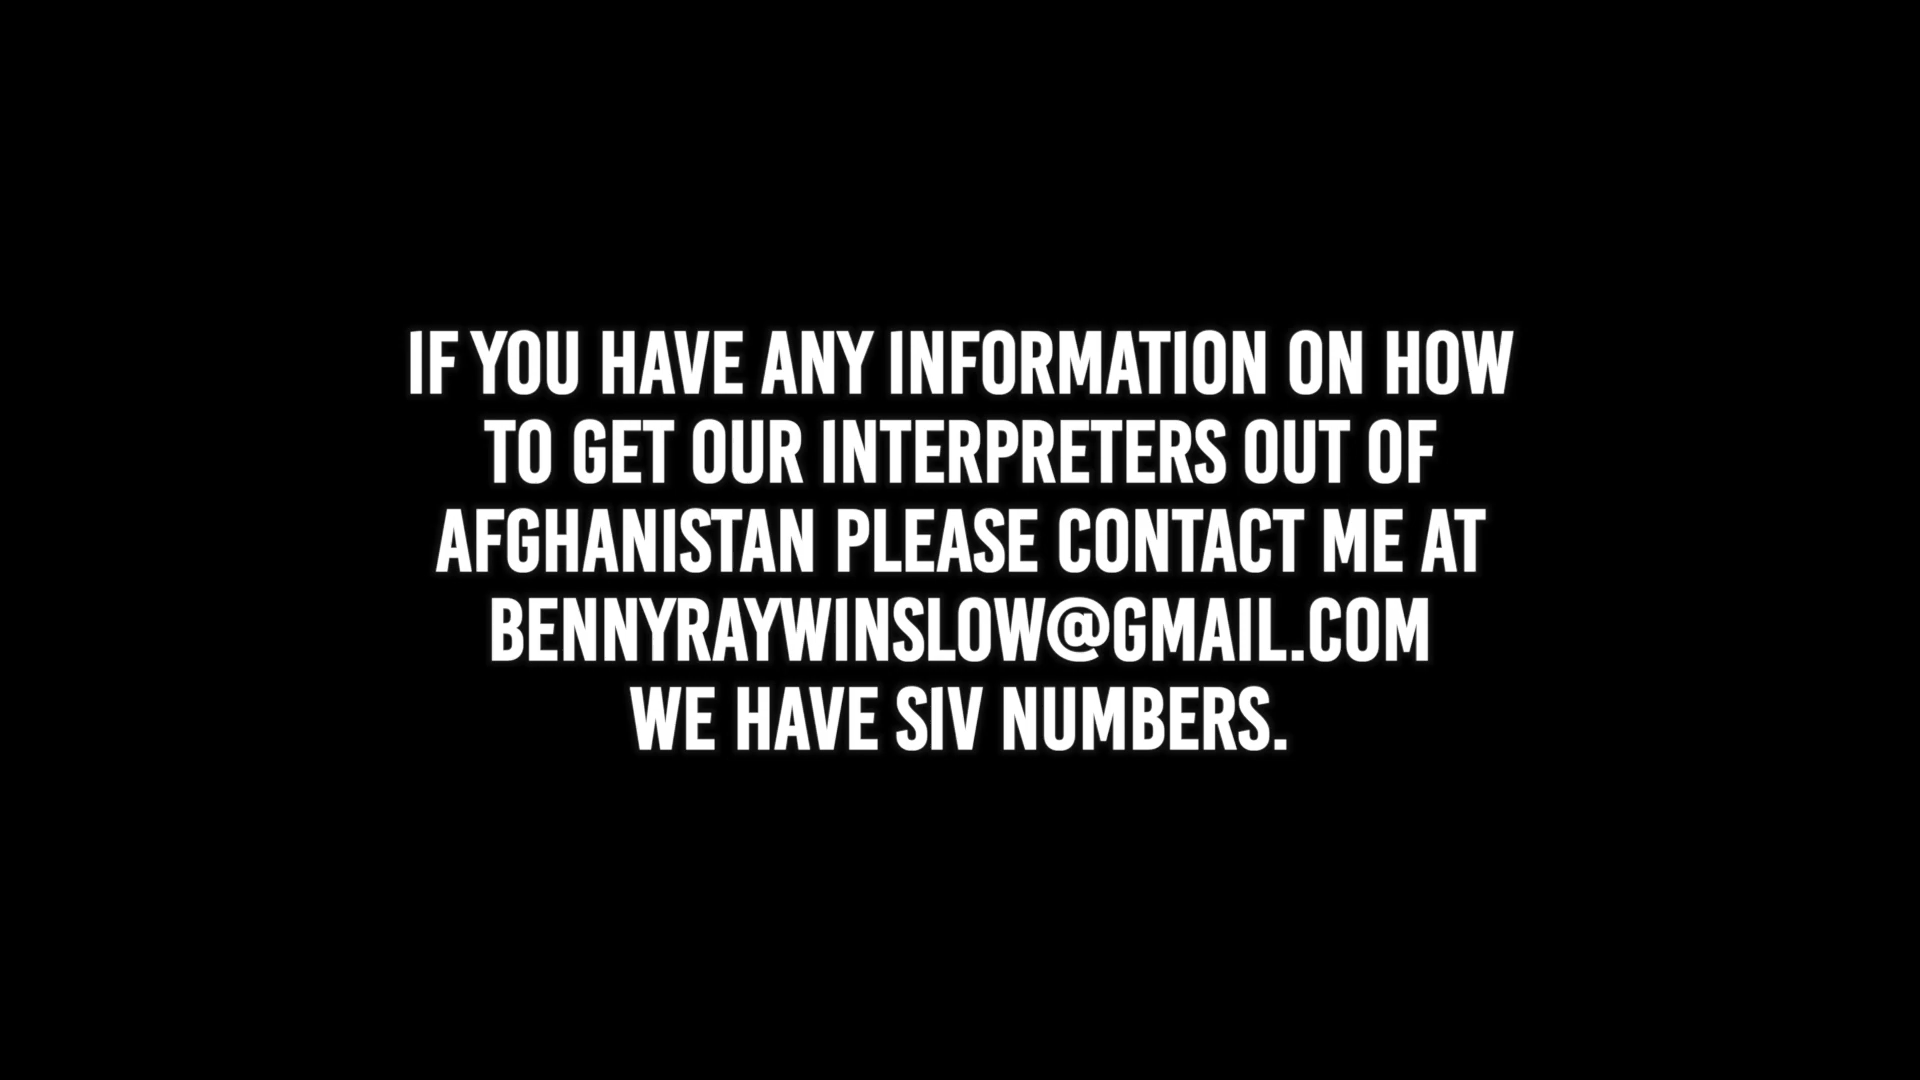 IF YOU HAVE ANY INFORMATION ON HOW
TO GET OUR INTERPRETERS OUT OF
AFGHANISTAN PLEASE CONTACT ME AT
BENNYRAYWINSLOW@GMAIL.COM
WE HAVE SIV NUMBERS.